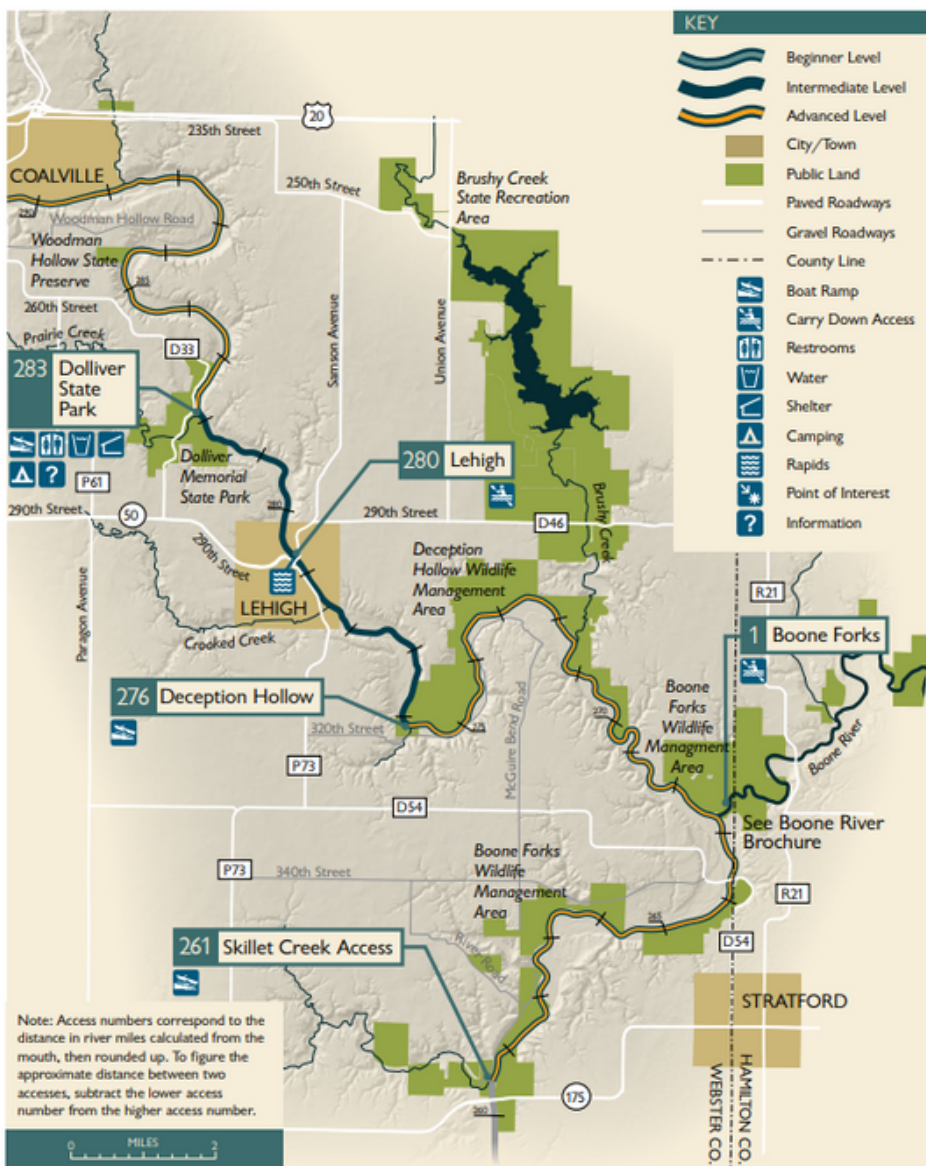 KEY
Beginner Level
Intermediate Level
Advanced Level
City/Town
Public Land
Paved Roadways
Gravel Roadways
County Line
Boat Ramp
Carry Down Access
Restrooms
Water
Shelter
Camping
Rapids
Point of Interest
?
Information
20
235th Street
COALVILLE
290
Woodman Hollow Road
Woodman
Hollow State
Preserve
285
260th Street
Prairie Creek
D33
250th Street
Brushy Creek
State Recreation
Area
Samson Avenue
Union Avenue
283
Dolliver
State
Park
?
P61
Dolliver
Memorial
State Park
280
280 Lehigh
290th Street
50
290th Street
290th Street
D46
Brushy Creek
LEHIGH
Crooked Creek
Paragon Avenue
Deception
Hollow Wildlife
Management
Area
R21
1 Boone Forks
276 Deception Hollow
320th Street
275
McGuire Bend Road
270
Boone
Forks
Wildlife
Managment
Area
Boone River
P73
D54
See Boone River
Brochure
P73
340th Street
Boone Forks
Wildlife
Management
Area
265
R21
D54
261 Skillet Creek Access
River Road
STRATFORD
HAMILTON CO.
WEBSTER CO.
175
260
Note: Access numbers correspond to the
distance in river miles calculated from the
mouth, then rounded up. To figure the
approximate distance between two
accesses, subtract the lower access
number from the higher access number.
MILES
0 2